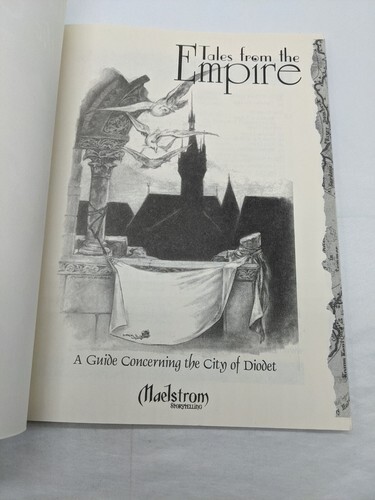 Tales from the
Empire
A Guide Concerning the City of Diodet
Maelstrom
STORYTELLING